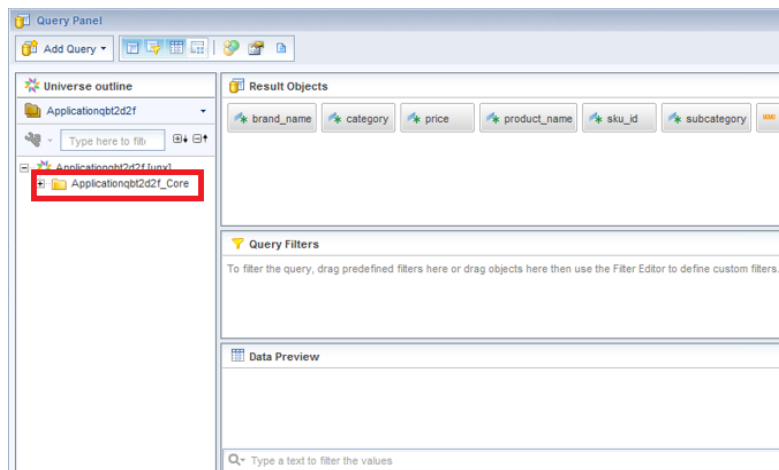 Query Panel
Add Query
Universe outline
Applicationqbt2d2f
Type here to filt
Applicationqbt2d2f [unx]
Applicationqbt2d2f_Core
Result Objects
brand_name category price product_name sku_id subcategory
Query Filters
To filter the query, drag predefined filters here or drag objects here then use the Filter Editor to define custom filters.
Data Preview
Type a text to filter the values